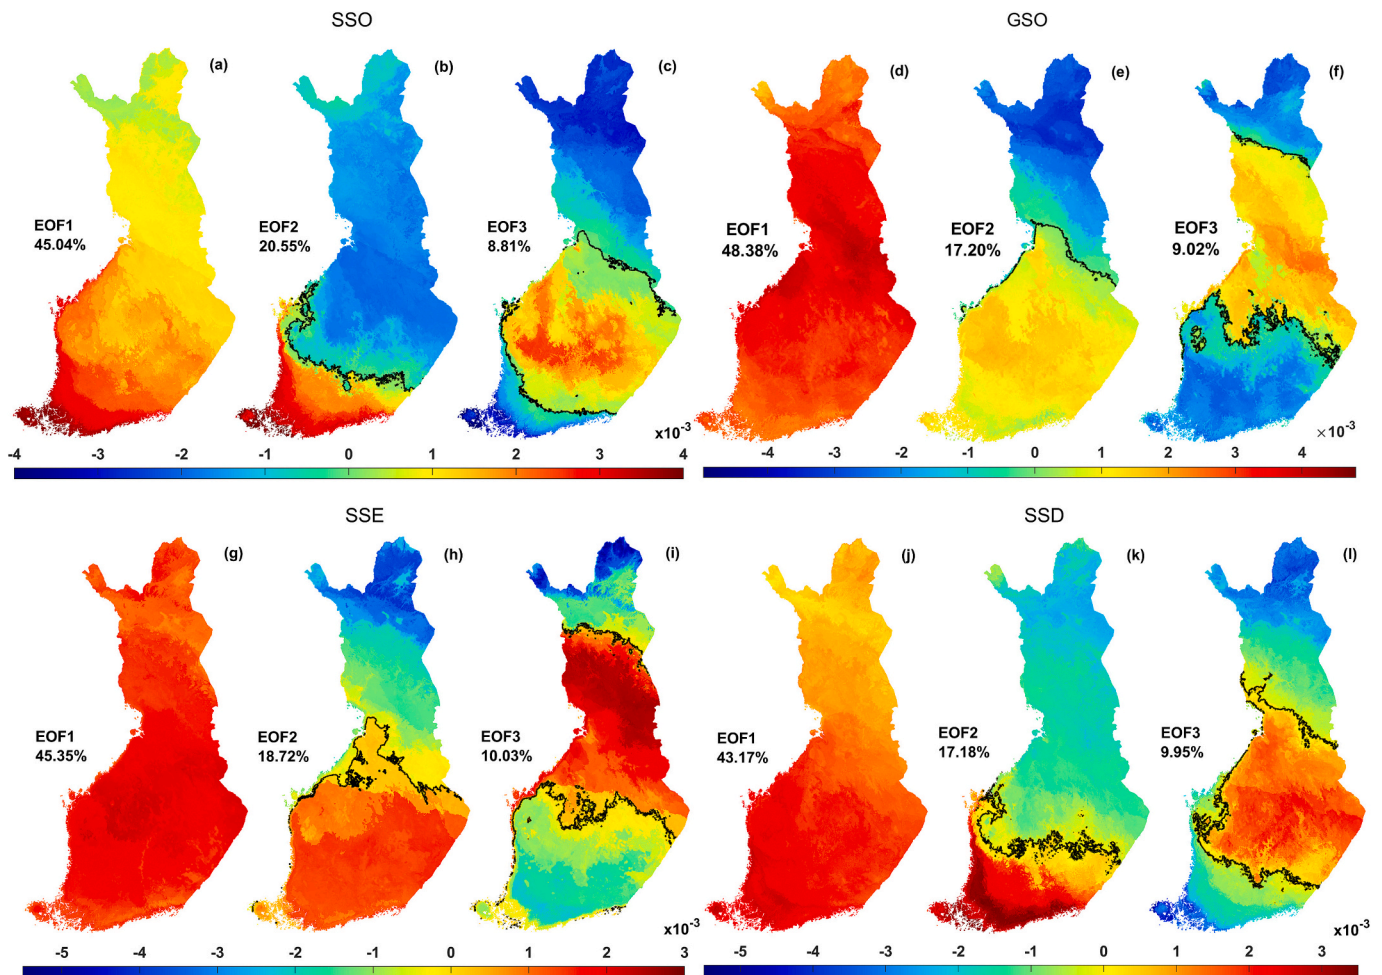 SSO
GSO
(a)
(b)
(c)
(d)
(e)
(f)
EOF1
45.04%
EOF2
20.55%
EOF3
8.81%
EOF1
48.38%
EOF2
17.20%
EOF3
9.02%
x10-3
×10-3
-4 -3 -2 -1 0 1 2 3 4
-4 -3 -2 -1 0 1 2 3 4
SSE
SSD
(g)
(h)
(i)
(j)
(k)
(l)
EOF1
45.35%
EOF2
18.72%
EOF3
10.03%
EOF1
43.17%
EOF2
17.18%
EOF3
9.95%
x10-3
x10-3
-5 -4 -3 -2 -1 0 1 2 3
-5 -4 -3 -2 -1 0 1 2 3